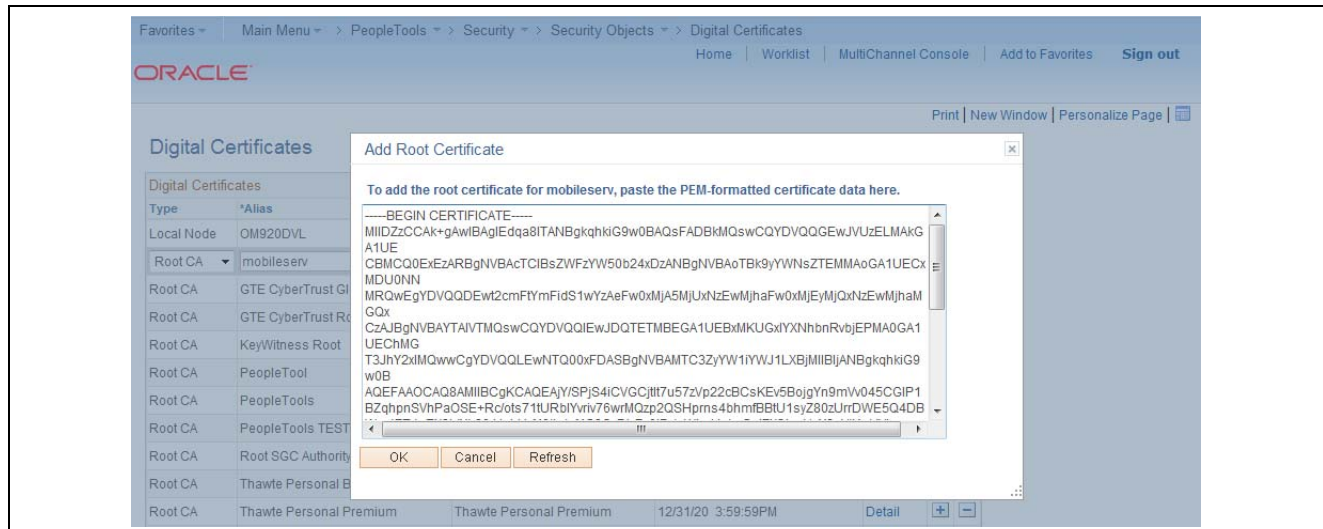 Favorites Main Menu > PeopleTools > Security > Security Objects > Digital Certificates
Home | Worklist | MultiChannel Console | Add to Favorites | Sign out
ORACLE
Print | New Window | Personalize Page |
Digital Certificates
Add Root Certificate
Digital Certificates
To add the root certificate for mobileserv, paste the PEM-formatted certificate data here.
Type *Alias
-----BEGIN CERTIFICATE-----
MIIDZzCCAk+gAwIBAgIEdqa8ITANBgkqhkiG9w0BAQsFADBkMQswCQYDVQQGEwJVUzELMAkG
A1UE
CBMCQ0ExEzARBgNVBAcTClBsZWFzYW50b24xDzANBgNVBAoTBk9yYWNsZTEMMAoGA1UECx
MDU0NN
MRQwEgYDVQQDEwt2cmFtYmFidS1wYzAeFw0xMjA5MjUxNzEwMjhaFw0xMjEyMjQxNzEwMjhaM
GQx
CzAJBgNVBAYTAlVTMQswCQYDVQQIEwJDQTETMBEGA1UEBxMKUGxlYXNhbnRvbjEPMA0GA1
UEChMG
T3JhY2xlMQwwCgYDVQQLEwNTQ00xFDASBgNVBAMTC3ZyYW1iYWJ1LXBjMIIBIjANBgkqhkiG9
w0B
AQEFAAOCAQ8AMIIBCgKCAQEAjY/SPjS4iCVGCjtlt7u57zVp22cBCsKEv5BojgYn9mVv045CGIP1
BZqhpnSVhPaOSE+Rc/ots71tURbIYvriv76wrMQzp2QSHprns4bhmfBBtU1syZ80zUrrDWE5Q4DB
Local Node OM920DVL
Root CA mobileserv
Root CA GTE CyberTrust Gl
Root CA GTE CyberTrust Ro
Root CA KeyWitness Root
Root CA PeopleTool
Root CA PeopleTools
Root CA PeopleTools TEST
Root CA Root SGC Authority
Root CA Thawte Personal B
OK Cancel Refresh
Root CA Thawte Personal Premium Thawte Personal Premium 12/31/20 3:59:59PM Detail + -